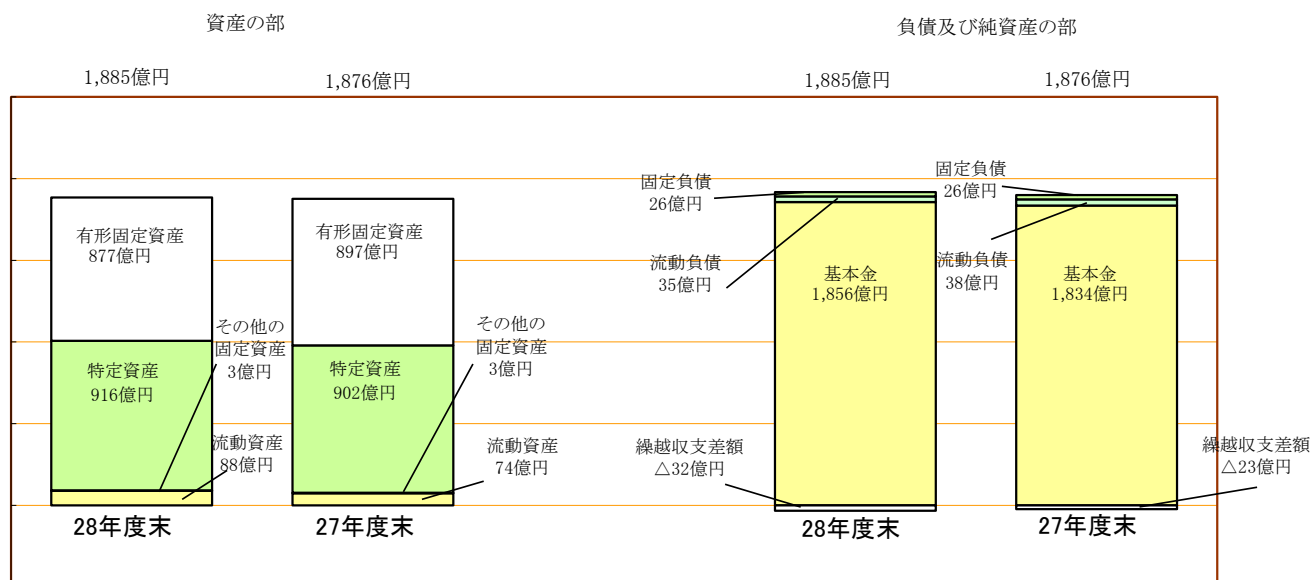 資産の部
1,885億円
1,876億円
有形固定資産
877億円
特定資産
916億円
その他の
固定資産
3億円
流動資産
88億円
28年度末
有形固定資産
897億円
特定資産
902億円
その他の
固定資産
3億円
流動資産
74億円
27年度末
負債及び純資産の部
1,885億円
1,876億円
固定負債
26億円
流動負債
35億円
基本金
1,856億円
繰越収支差額
△32億円
28年度末
固定負債
26億円
流動負債
38億円
基本金
1,834億円
繰越収支差額
△23億円
27年度末